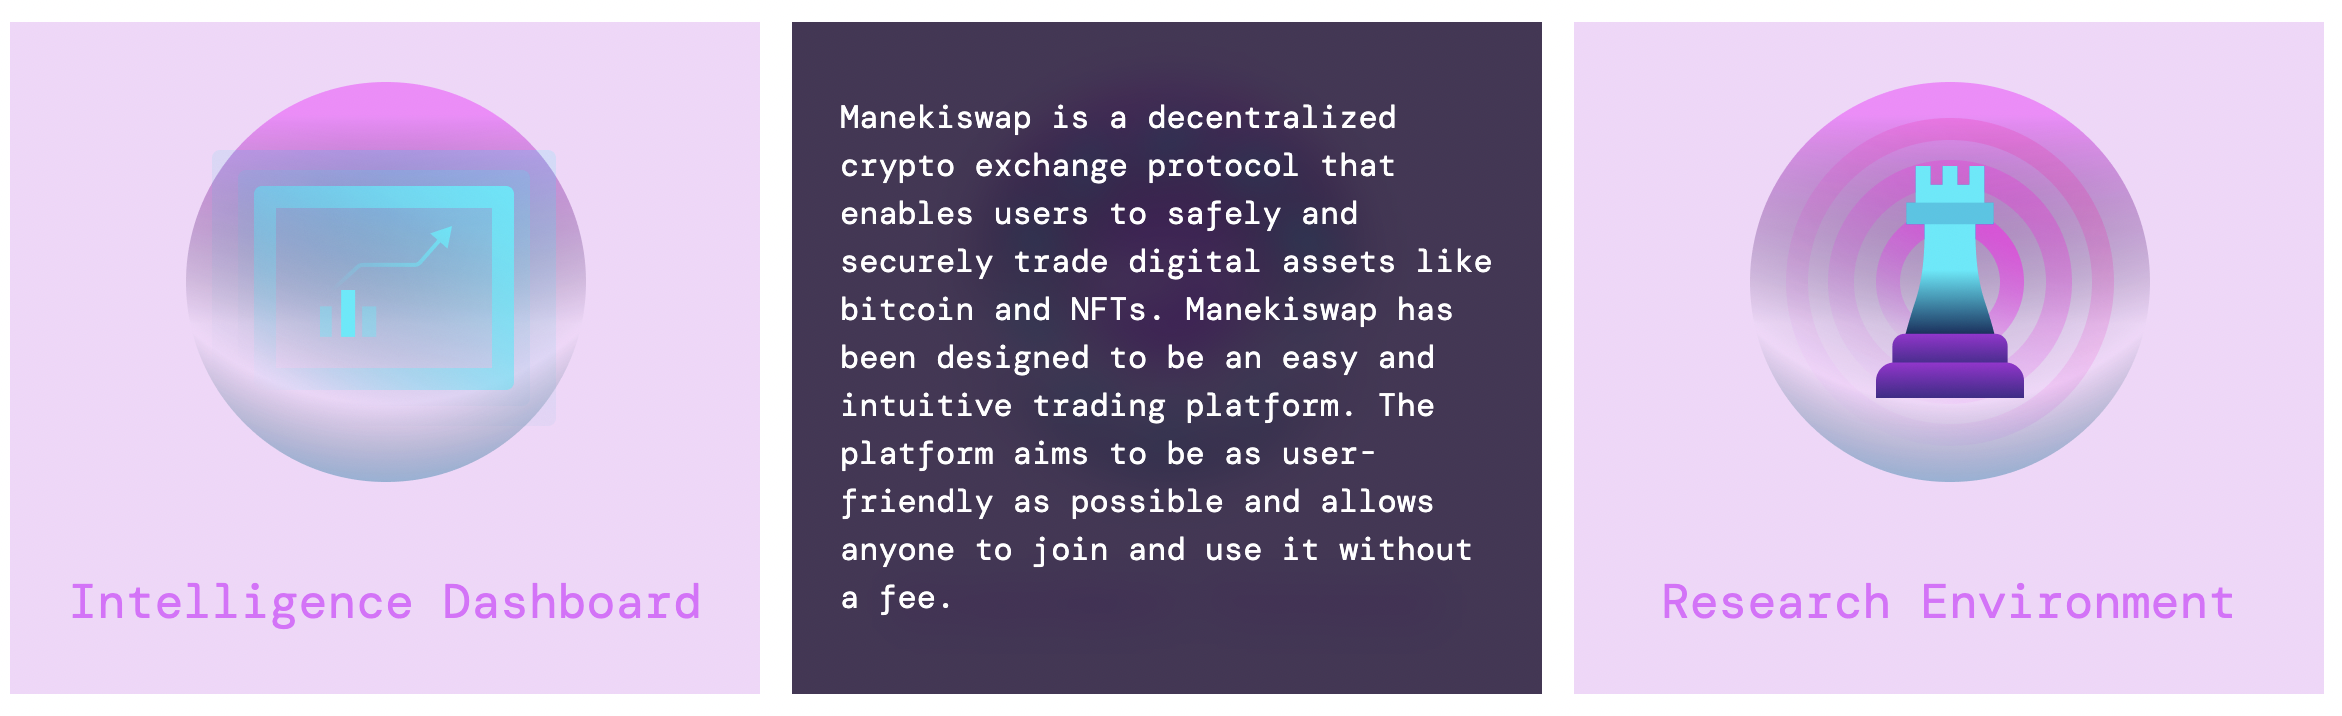 Intelligence Dashboard
Manekiswap is a decentralized
crypto exchange protocol that
enables users to safely and
securely trade digital assets like
bitcoin and NFTs. Manekiswap has
been designed to be an easy and
intuitive trading platform. The
platform aims to be as user-
friendly as possible and allows
anyone to join and use it without
a fee.
Research Environment